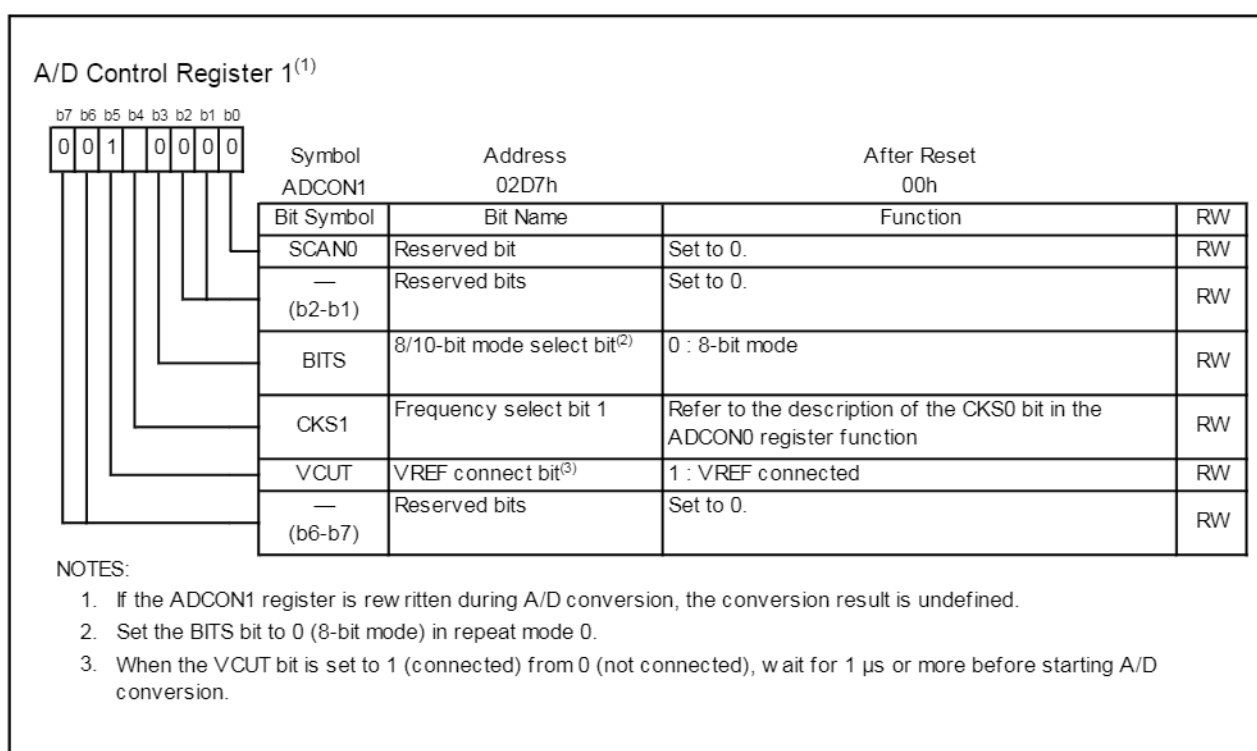 A/D Control Register 1(1)
b7 b6 b5 b4 b3 b2 b1 b0
0 0 1 0 0 0 0
Symbol Address After Reset
ADCON1 02D7h 00h
Bit Symbol Bit Name Function RW
SCAN0 Reserved bit Set to 0. RW
— (b2-b1) Reserved bits Set to 0. RW
BITS 8/10-bit mode select bit(2) 0 : 8-bit mode RW
CKS1 Frequency select bit 1 Refer to the description of the CKS0 bit in the
ADCON0 register function RW
VCUT VREF connect bit(3) 1 : VREF connected RW
— (b6-b7) Reserved bits Set to 0. RW
NOTES:
1. If the ADCON1 register is rewritten during A/D conversion, the conversion result is undefined.
2. Set the BITS bit to 0 (8-bit mode) in repeat mode 0.
3. When the VCUT bit is set to 1 (connected) from 0 (not connected), wait for 1 µs or more before starting A/D
conversion.